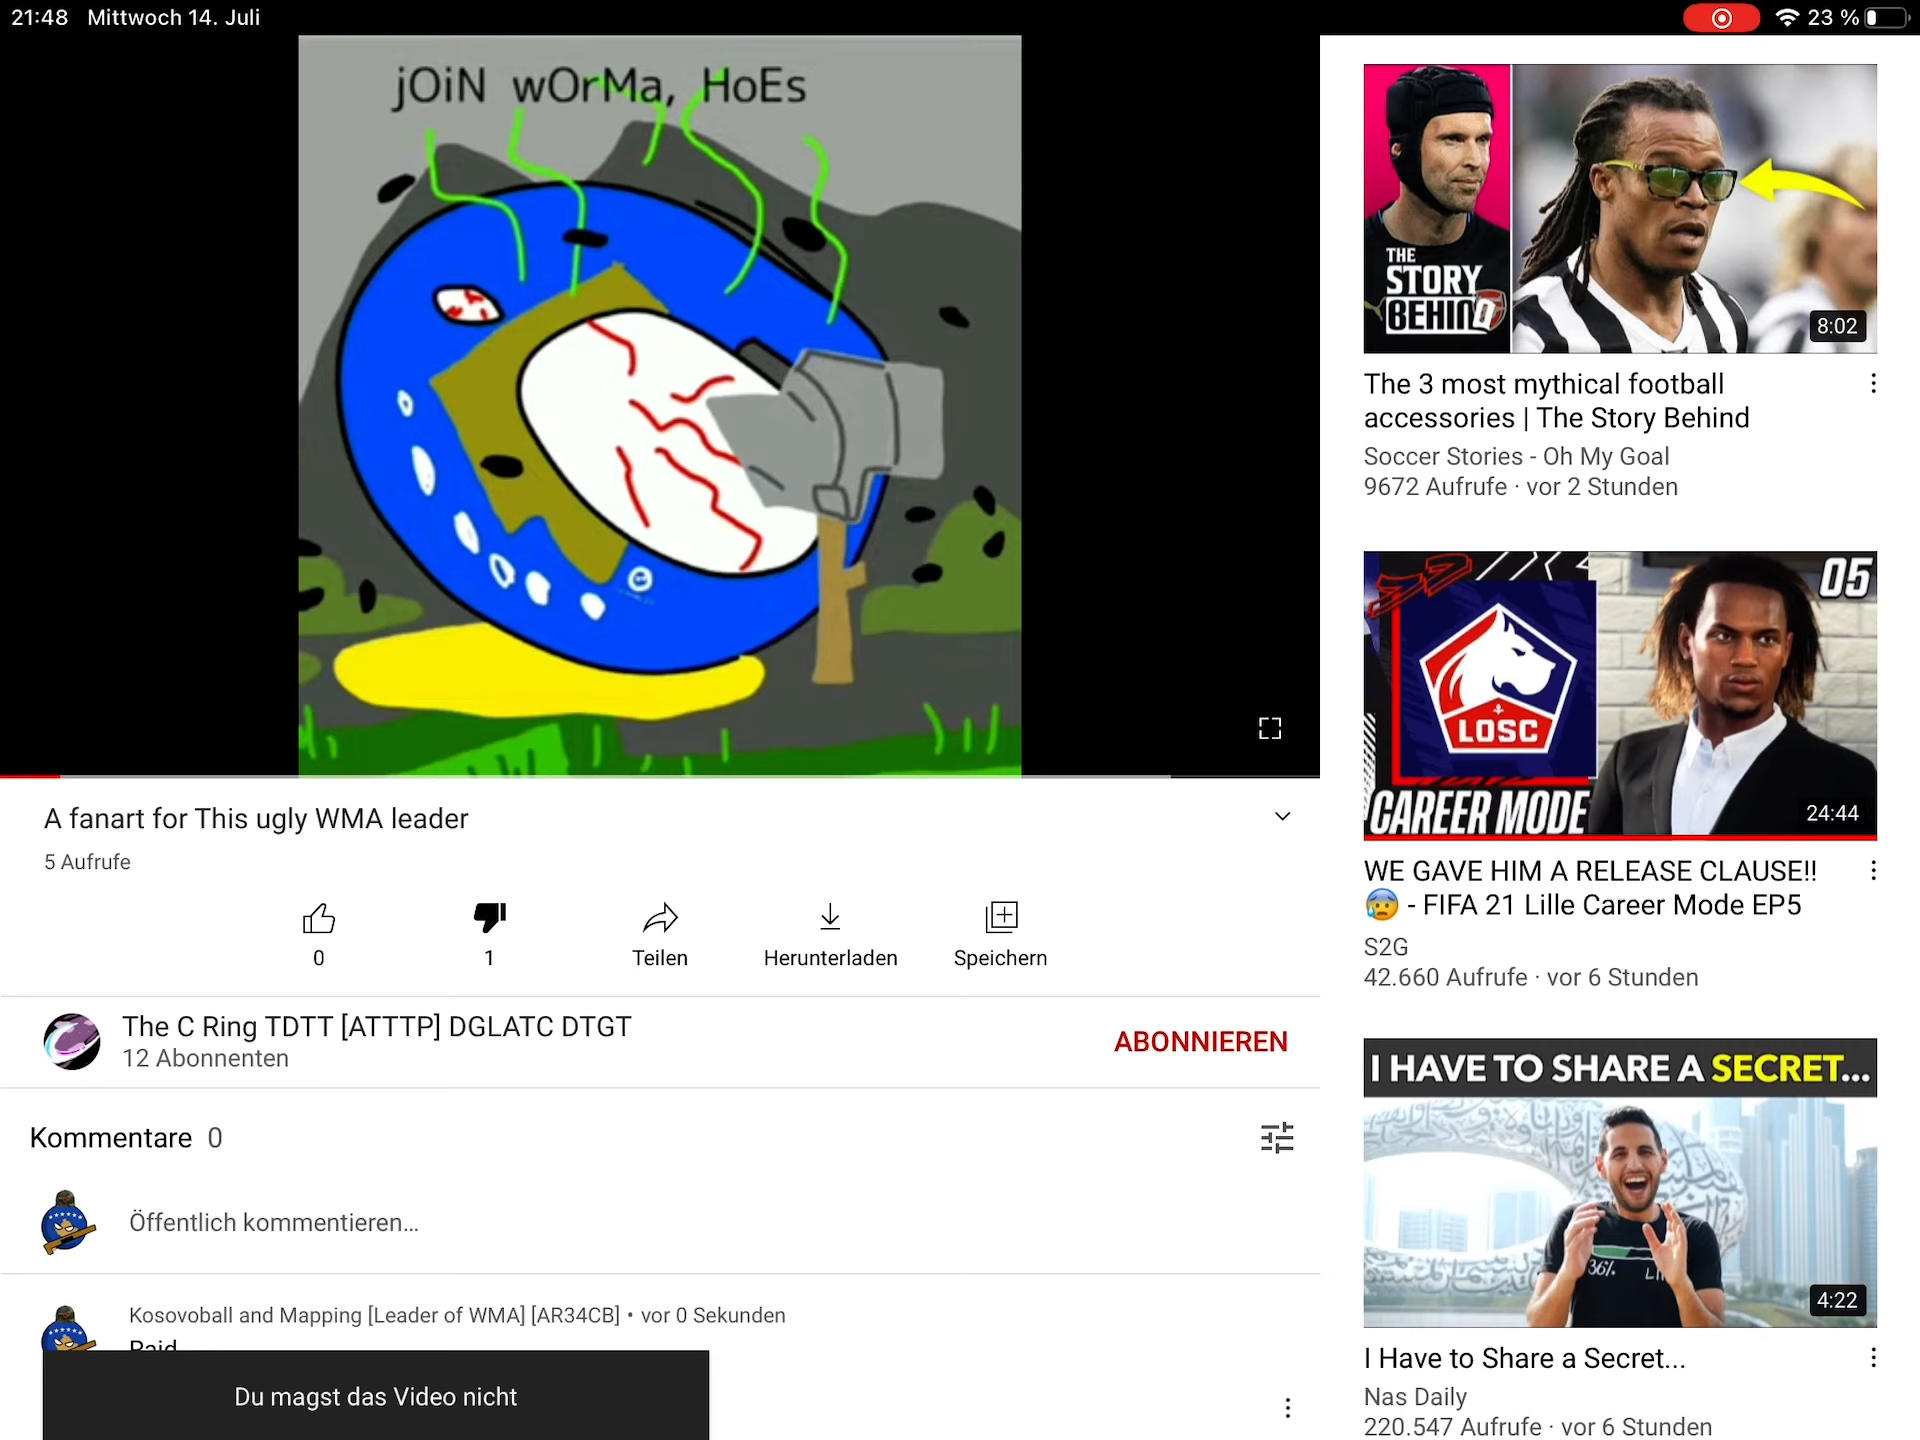 21:48 Mittwoch 14. Juli
23 %
jOiN wOrMa, HoEs
A fanart for This ugly WMA leader
5 Aufrufe
0
1
Teilen
Herunterladen
Speichern
The C Ring TDTT [ATTTP] DGLATC DTGT
12 Abonnenten
ABONNIEREN
Kommentare 0
Öffentlich kommentieren...
Kosovoball and Mapping [Leader of WMA] [AR34CB] • vor 0 Sekunden
Raid
Du magst das Video nicht
THE
STORY
BEHIND
8:02
The 3 most mythical football
accessories | The Story Behind
Soccer Stories - Oh My Goal
9672 Aufrufe · vor 2 Stunden
05
LOSC
CAREER MODE
24:44
WE GAVE HIM A RELEASE CLAUSE!!
😰 - FIFA 21 Lille Career Mode EP5
S2G
42.660 Aufrufe · vor 6 Stunden
I HAVE TO SHARE A SECRET...
36%
4:22
I Have to Share a Secret...
Nas Daily
220.547 Aufrufe · vor 6 Stunden